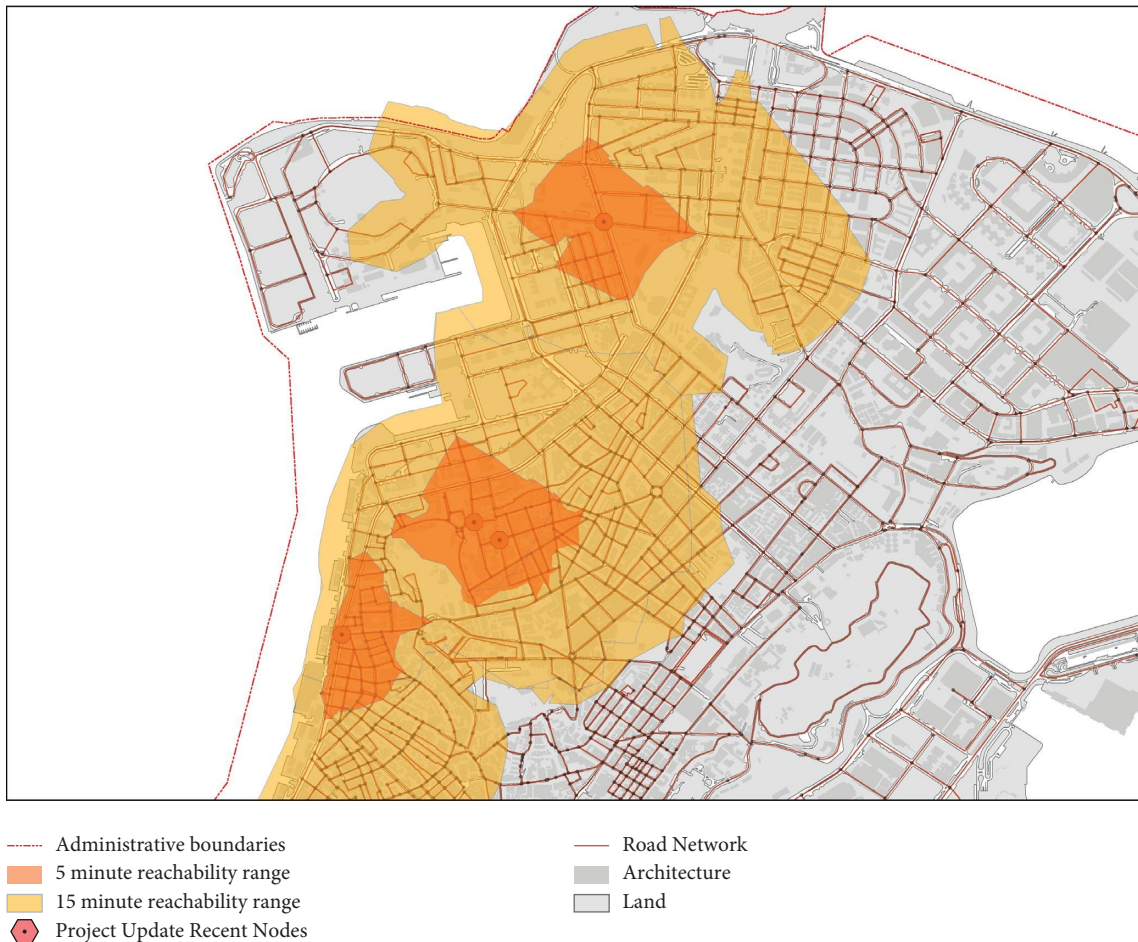 Administrative boundaries
5 minute reachability range
15 minute reachability range
Project Update Recent Nodes
Road Network
Architecture
Land